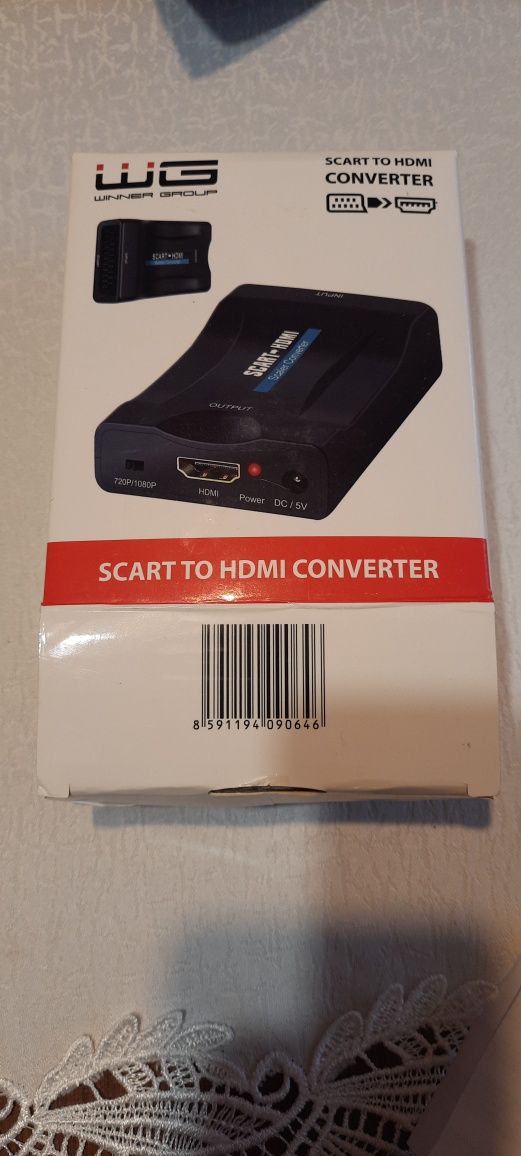 WG
WINNER GROUP
SCART TO HDMI
CONVERTER
SCART HDMI
INPUT
SCART HDMI
Scaler Converter
OUTPUT
720P/1080P
HDMI
Power
DC / 5V
SCART TO HDMI CONVERTER
8 591194 090646